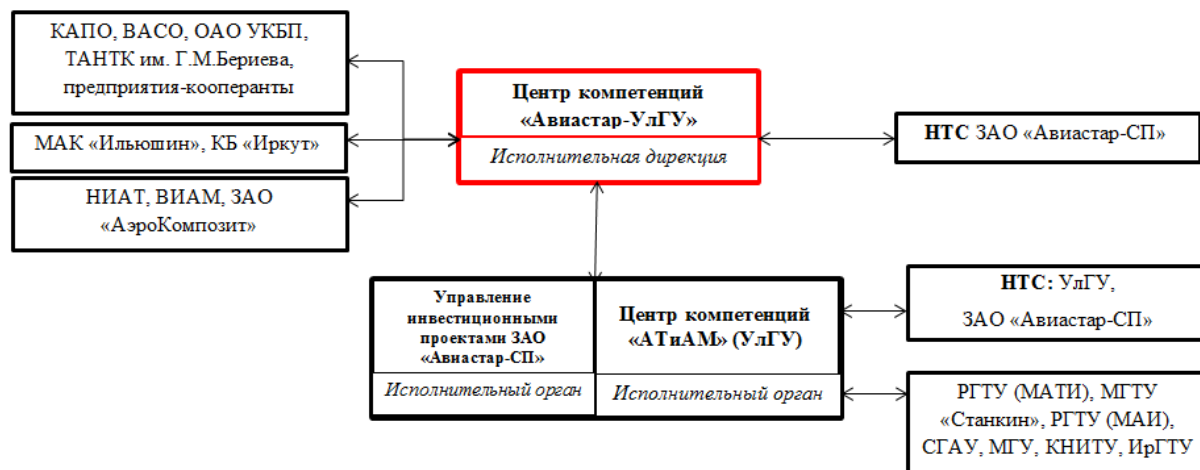 КАПО, ВАСО, ОАО УКБП,
ТАНТК им. Г.М.Бериева,
предприятия-кооперанты
МАК «Ильюшин», КБ «Иркут»
НИАТ, ВИАМ, ЗАО
«АэроКомпозит»
Центр компетенций
«Авиастар-УлГУ»
Исполнительная дирекция
НТС ЗАО «Авиастар-СП»
Управление
инвестиционными
проектами ЗАО
«Авиастар-СП»
Исполнительный орган
Центр компетенций
«АТиАМ» (УлГУ)
Исполнительный орган
НТС: УлГУ,
ЗАО «Авиастар-СП»
РГТУ (МАТИ), МГТУ
«Станкин», РГТУ (МАИ),
СГАУ, МГУ, КНИТУ, ИрГТУ